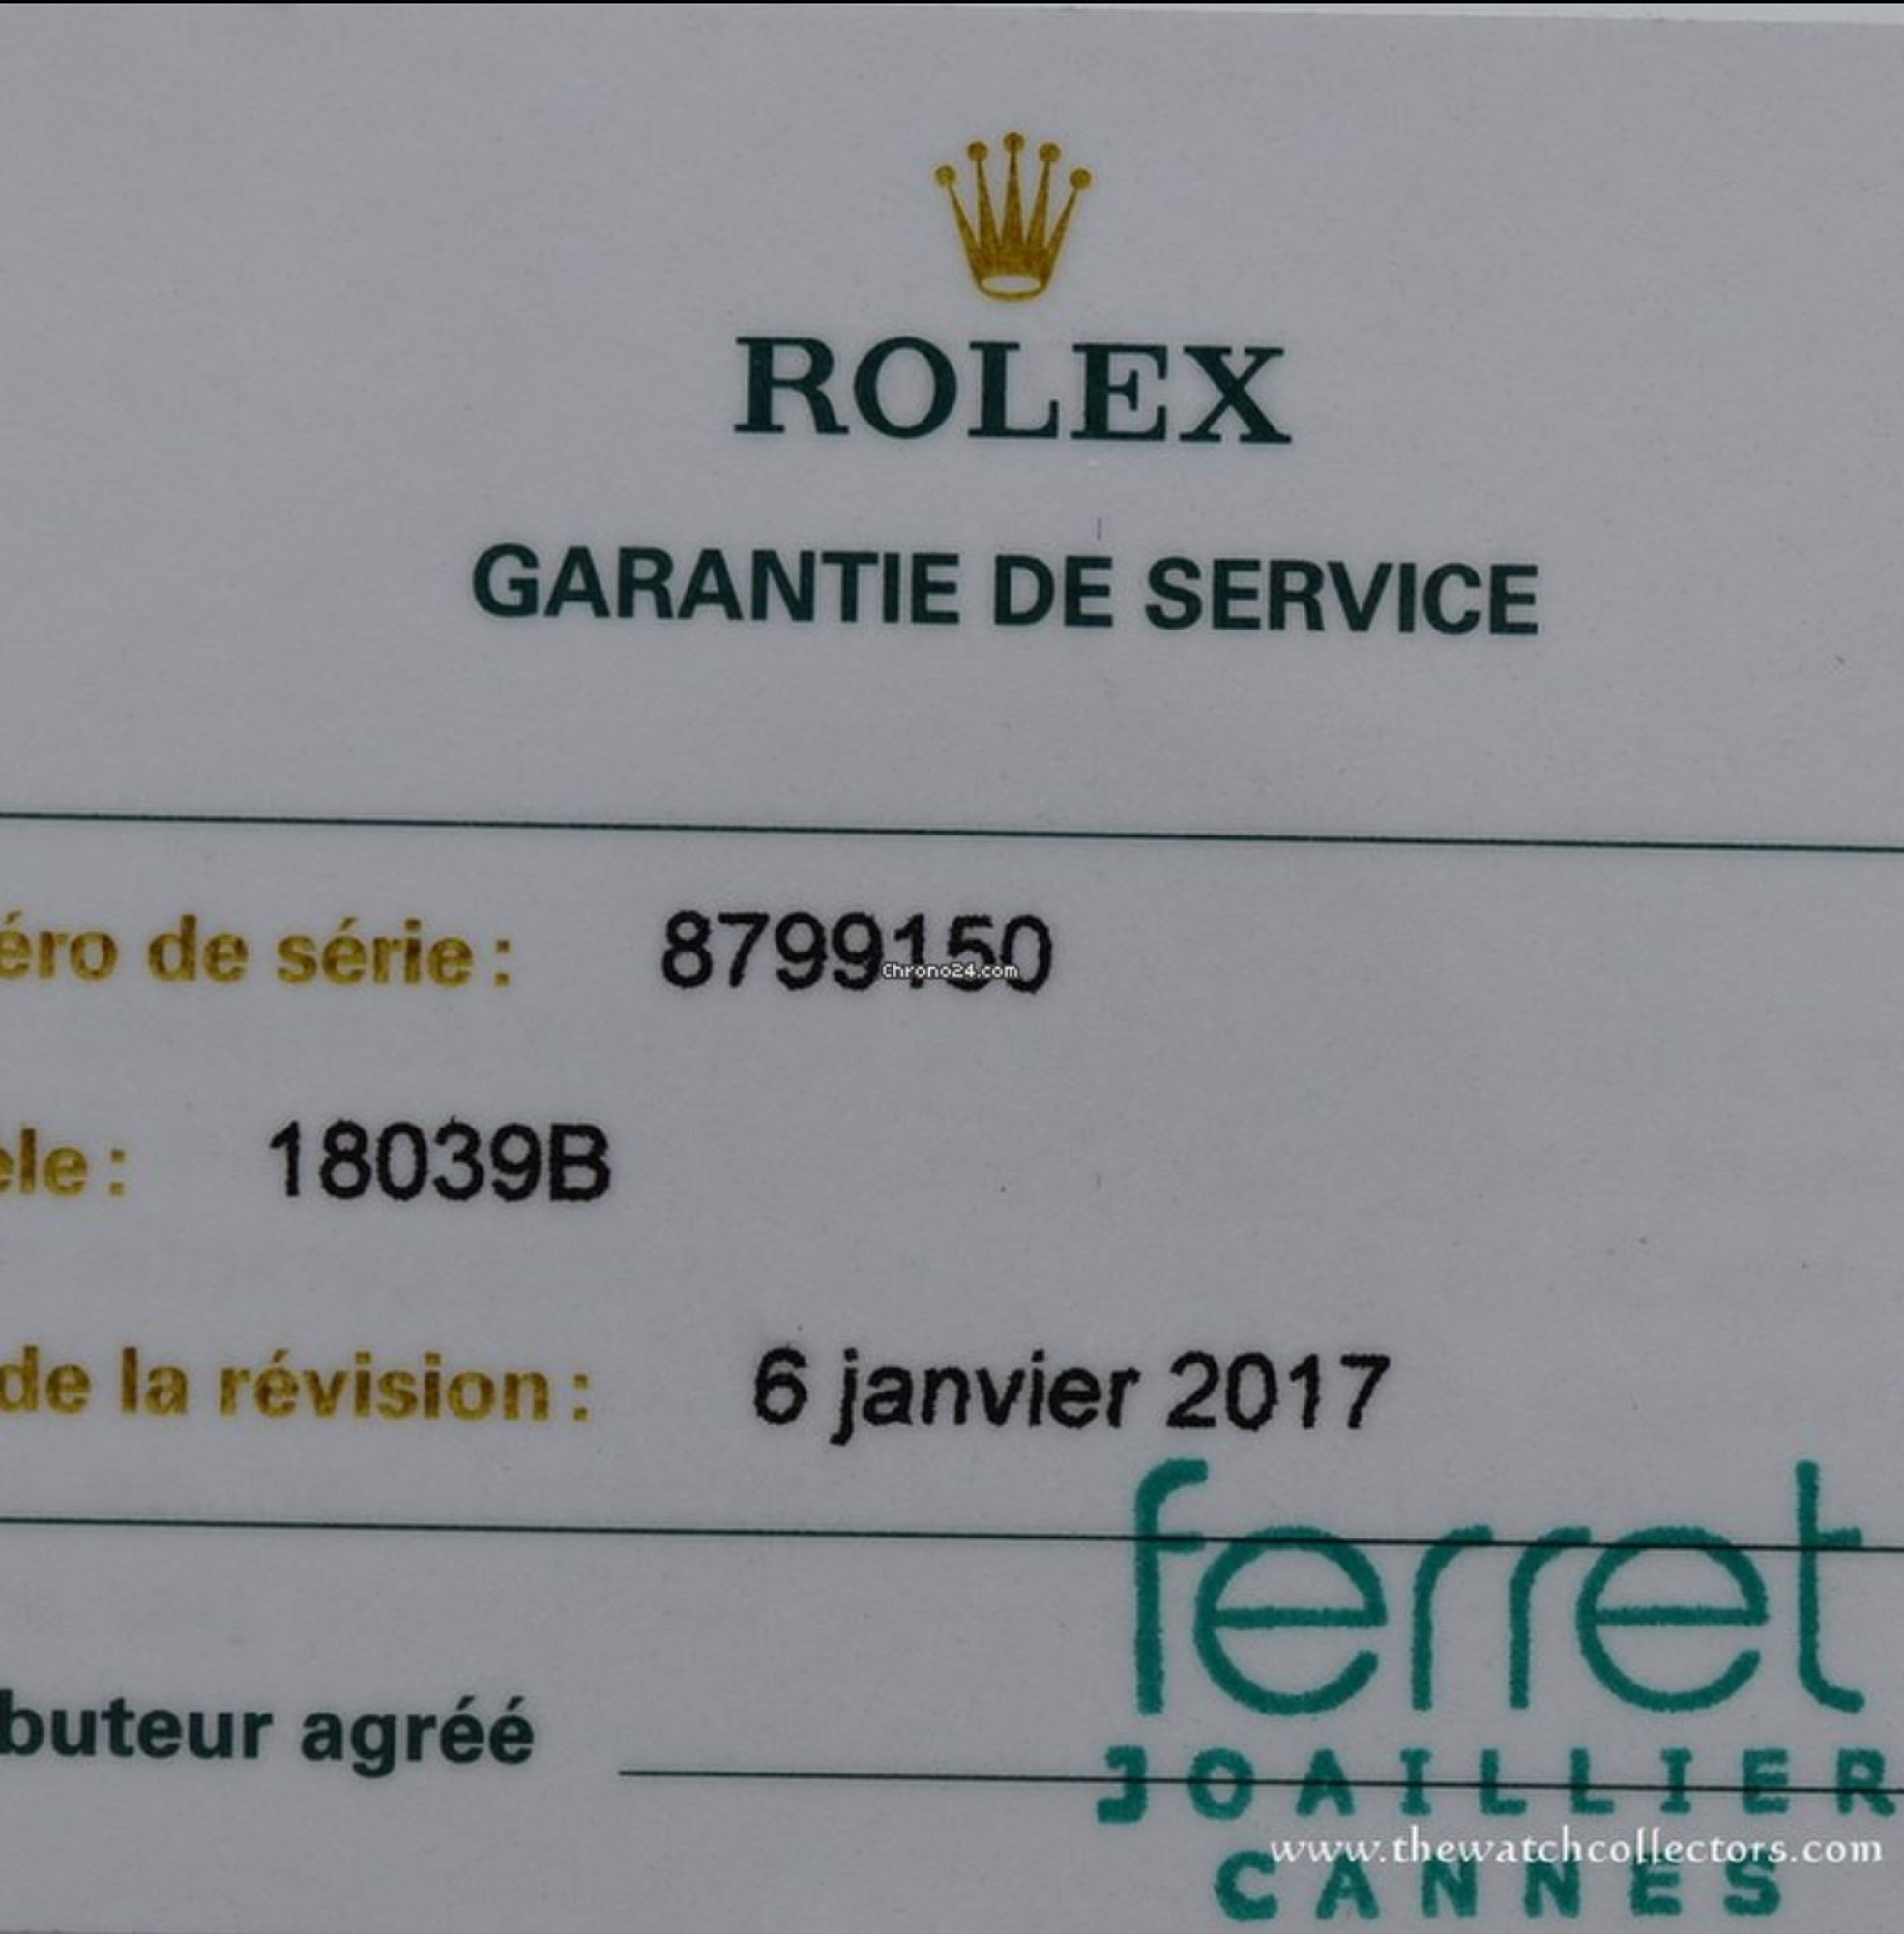 ROLEX
GARANTIE DE SERVICE
éro de série : 8799150
Chrono24.com
èle : 18039B
de la révision : 6 janvier 2017
ferret
buteur agréé
JOAILLIER
www.thewatchcollectors.com
CANNES